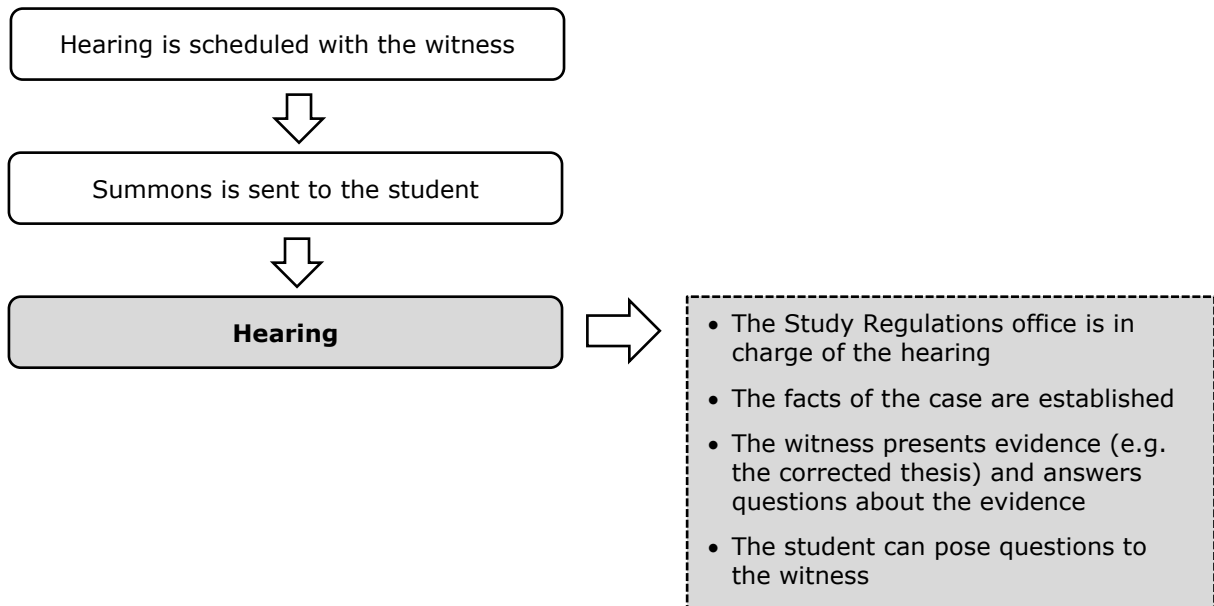 Hearing is scheduled with the witness
Summons is sent to the student
Hearing
• The Study Regulations office is in
charge of the hearing
• The facts of the case are established
• The witness presents evidence (e.g.
the corrected thesis) and answers
questions about the evidence
• The student can pose questions to
the witness